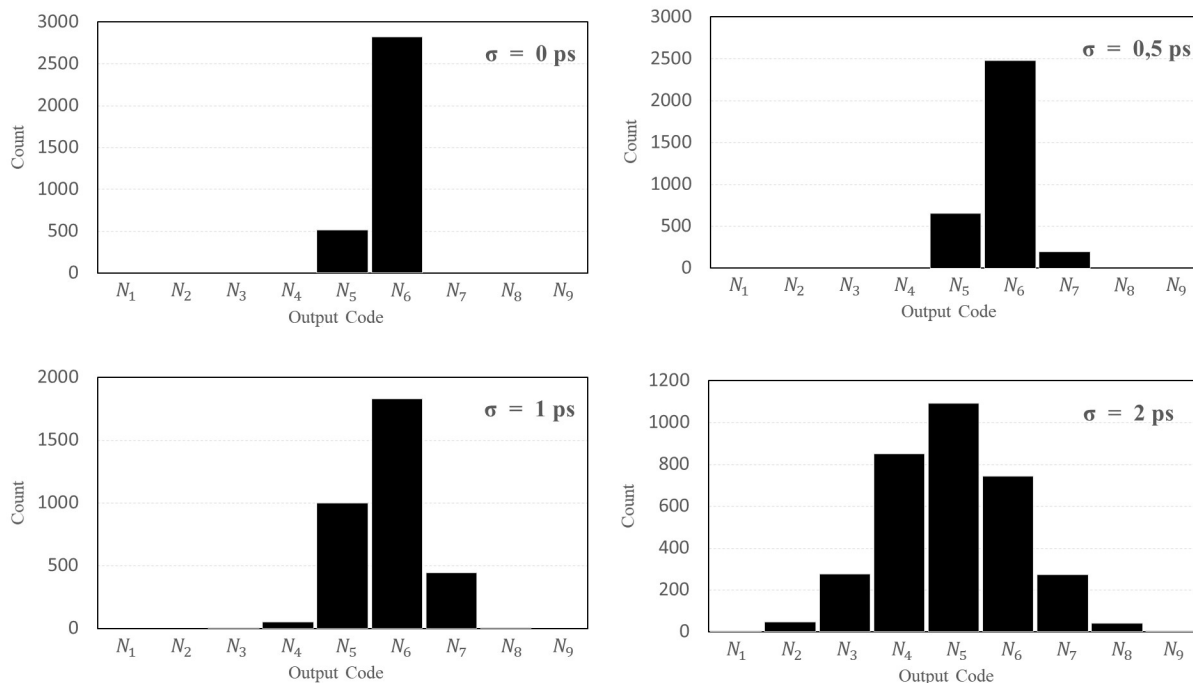 3000
2500
2000
1500
1000
500
0
Count
σ = 0 ps
N₁ N₂ N₃ N₄ N₅ N₆ N₇ N₈ N₉
Output Code
3000
2500
2000
1500
1000
500
0
Count
σ = 0,5 ps
N₁ N₂ N₃ N₄ N₅ N₆ N₇ N₈ N₉
Output Code
2000
1500
1000
500
0
Count
σ = 1 ps
N₁ N₂ N₃ N₄ N₅ N₆ N₇ N₈ N₉
Output Code
1200
1000
800
600
400
200
0
Count
σ = 2 ps
N₁ N₂ N₃ N₄ N₅ N₆ N₇ N₈ N₉
Output Code